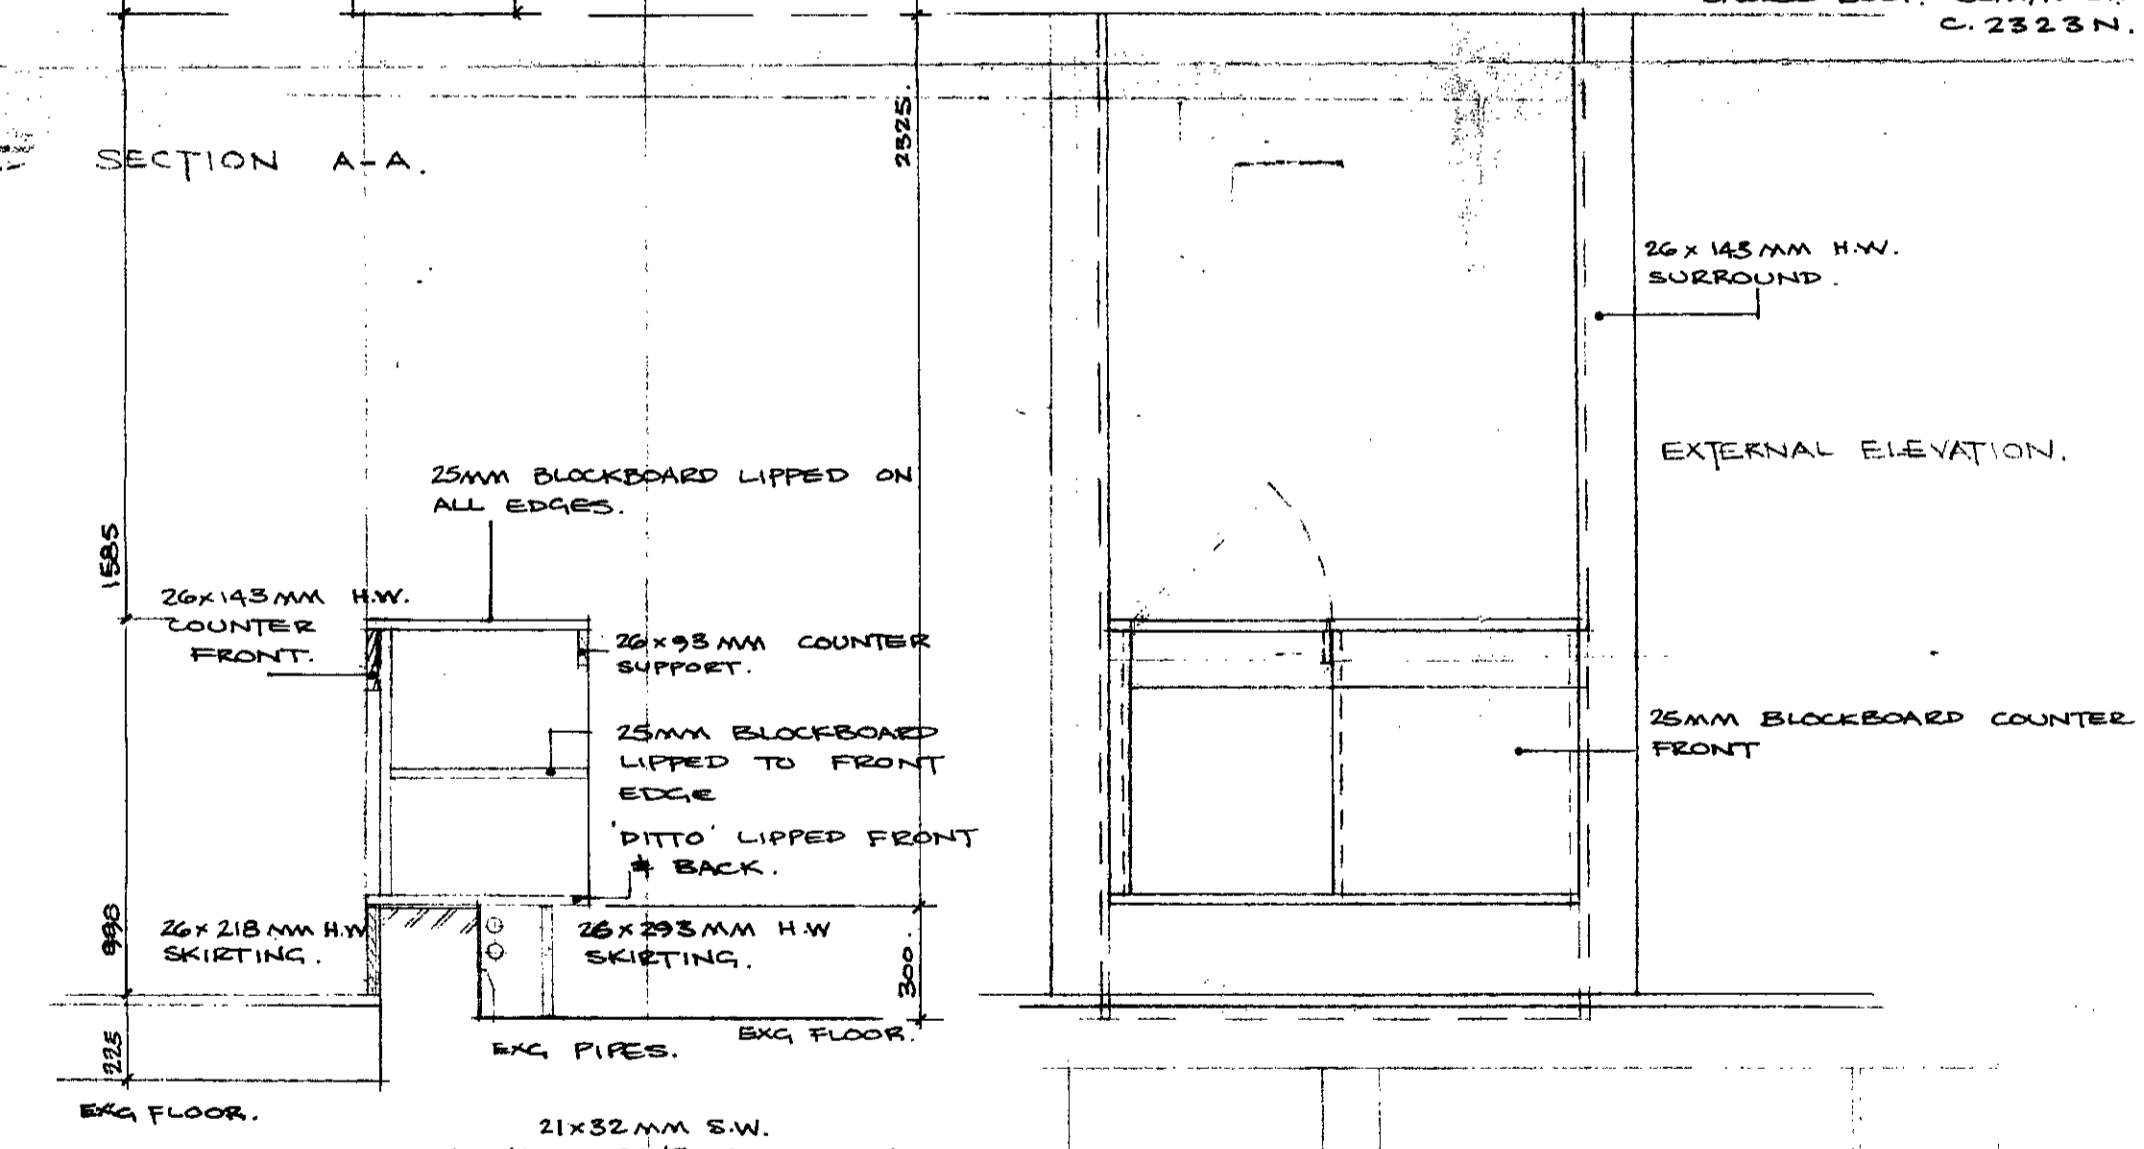 C. 2323 N.
SECTION A-A.
2325.
26 x 143 MM H.W.
SURROUND.
EXTERNAL ELEVATION.
25MM BLOCKBOARD LIPPED ON
ALL EDGES.
1585
26x143 MM H.W.
COUNTER
FRONT.
26x93 MM COUNTER
SUPPORT.
25MM BLOCKBOARD
LIPPED TO FRONT
EDGE
'DITTO' LIPPED FRONT
& BACK.
25MM BLOCKBOARD COUNTER
FRONT
998
26x218 MM H.W
SKIRTING.
26x293 MM H.W
SKIRTING.
300.
225
EXG PIPES.
EXG FLOOR.
EXG FLOOR.
21x32 MM S.W.